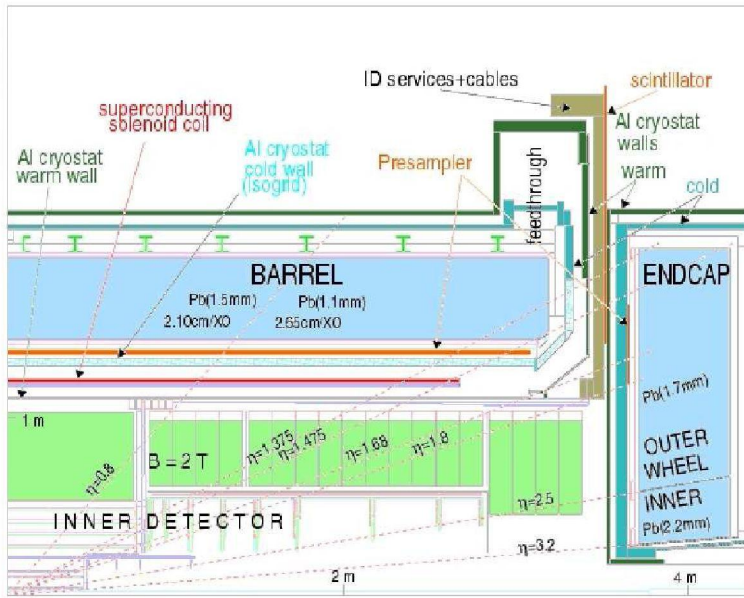 ID services+cables
scintillator
superconducting
solenoid coil
Al cryostat
walls
Al cryostat
warm wall
Al cryostat
cold wall
(Isogrid)
Presampler
warm
cold
feedthrough
BARREL
ENDCAP
Pb(1.5mm)
Pb(1.1mm)
2.10cm/X0
2.65cm/X0
Pb(1.7mm)
1 m
η=0.8
B = 2 T
η=1.375
η=1.475
η=1.68
η=1.8
OUTER
WHEEL
η=2.5
INNER
Pb(2.2mm)
INNER DETECTOR
η=3.2
2 m
4 m